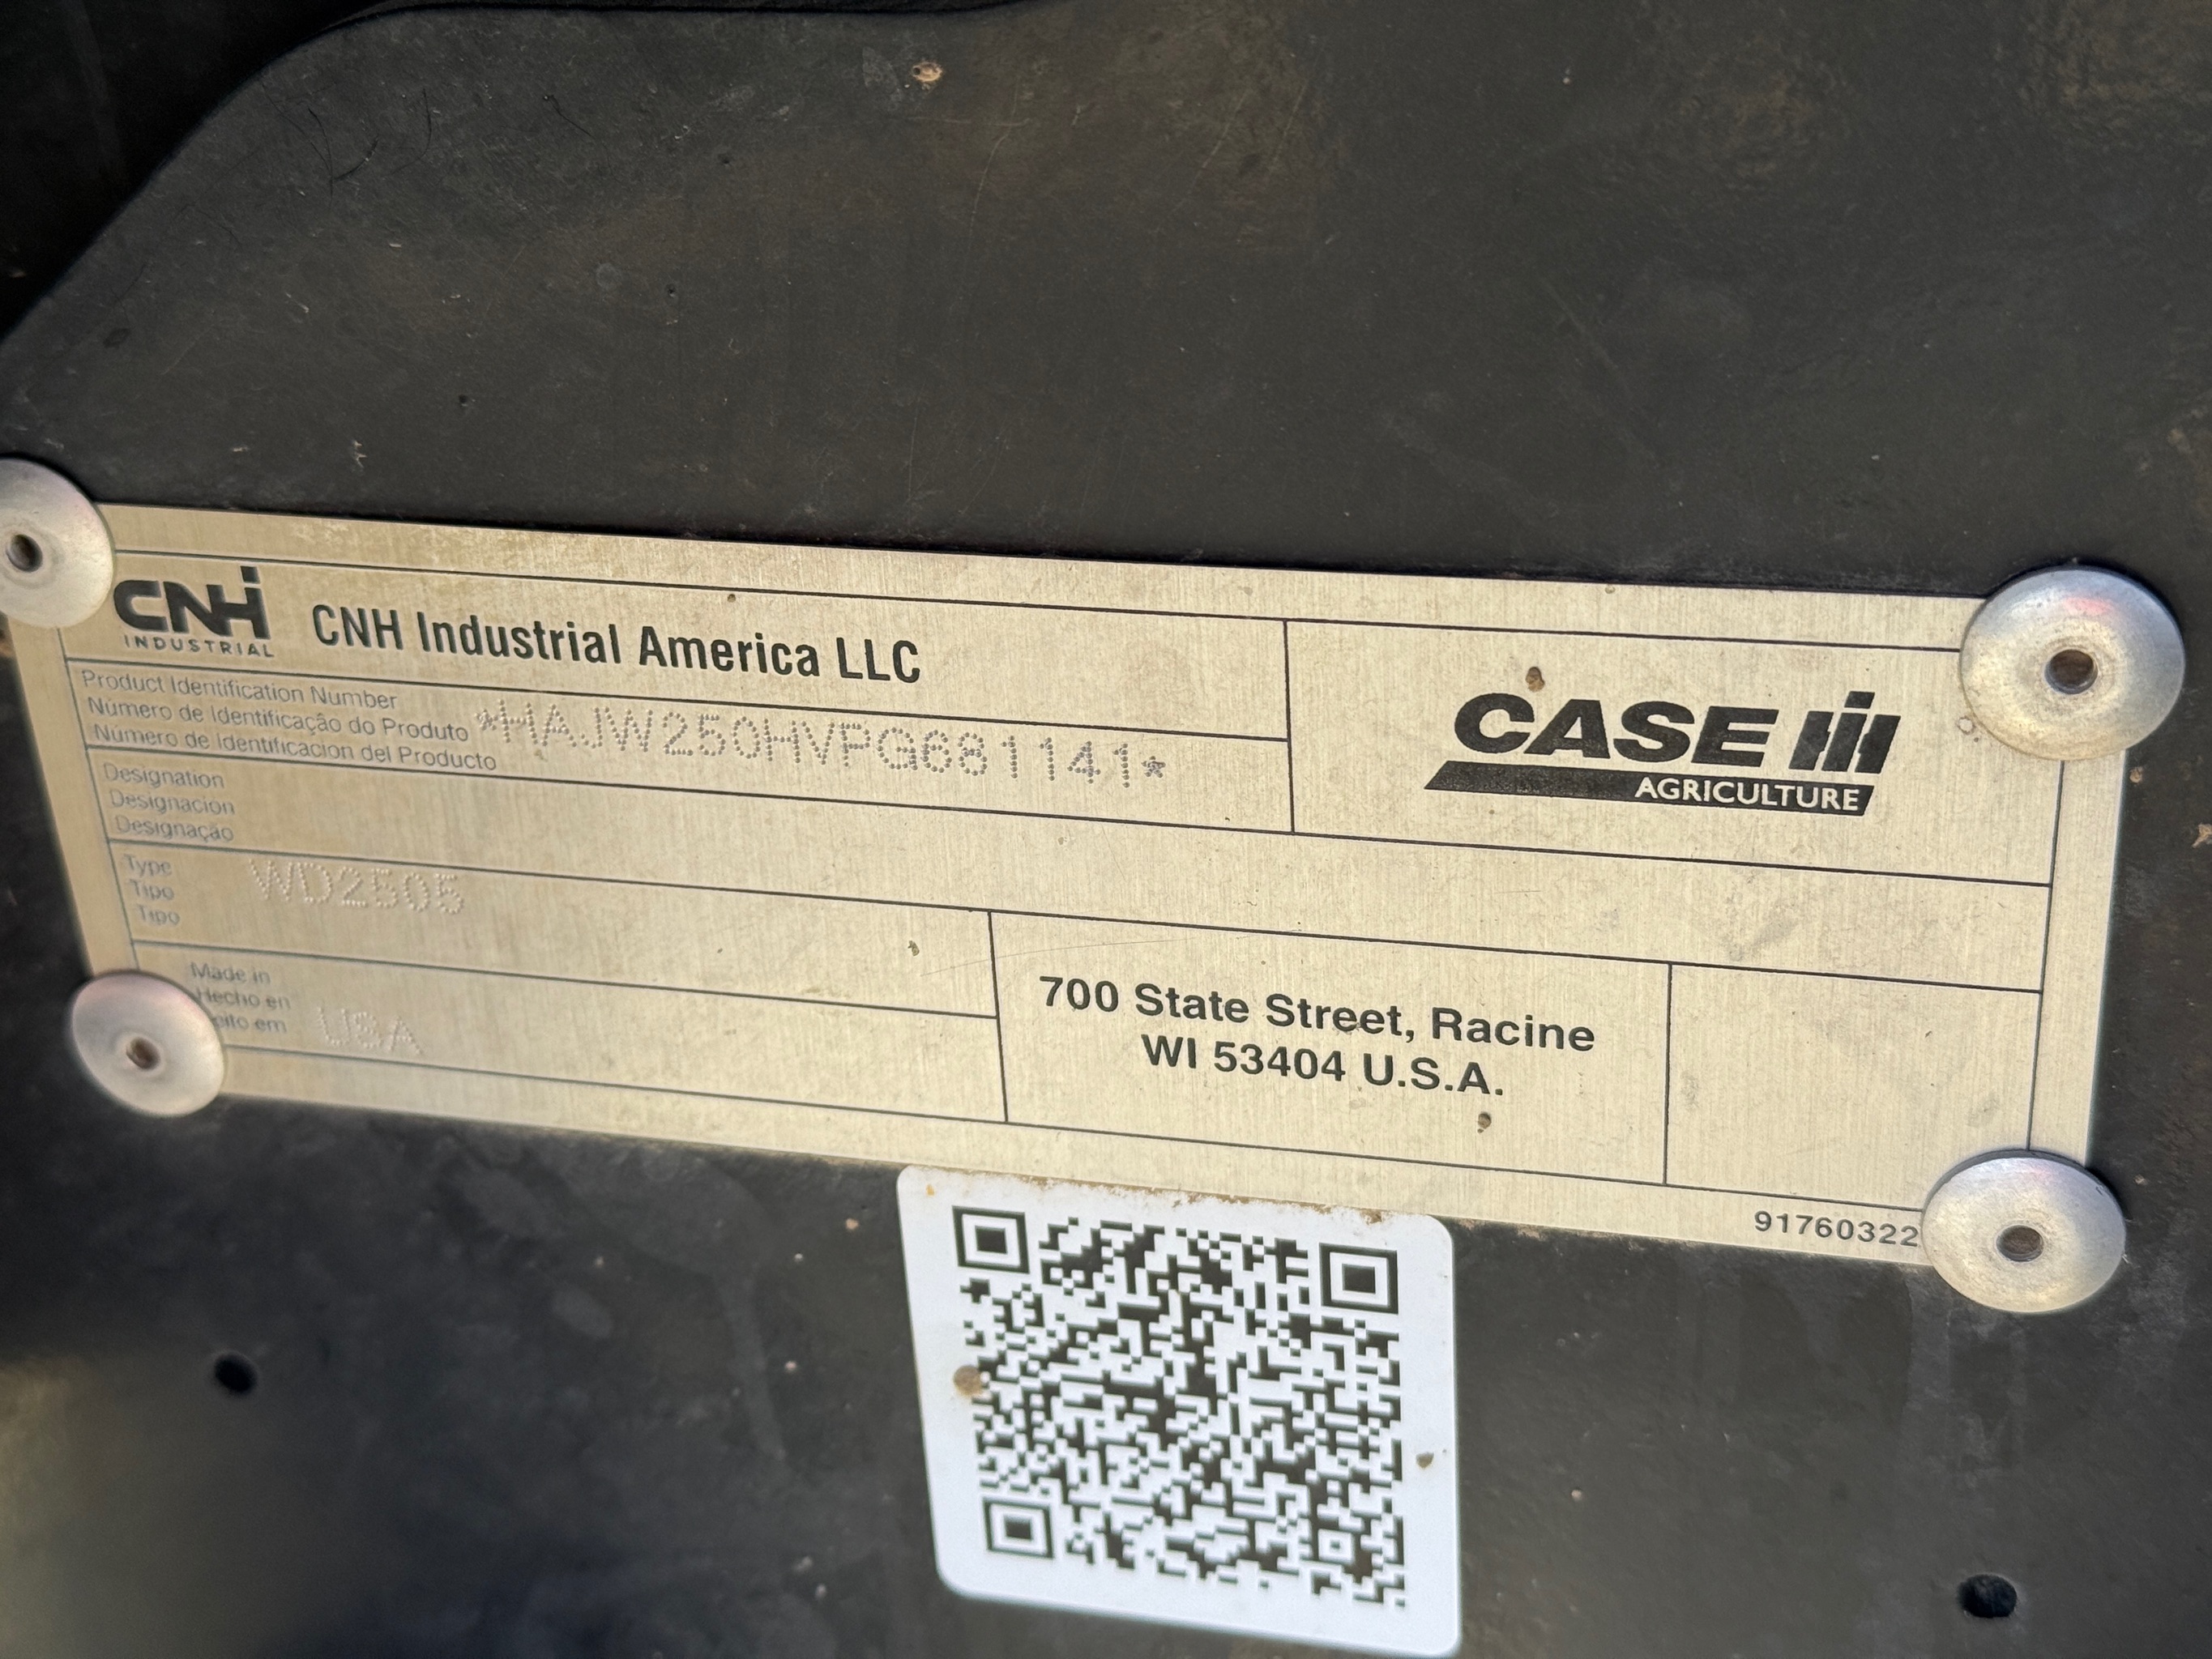 CNH
INDUSTRIAL
CNH Industrial America LLC
CASE IH
AGRICULTURE
Product Identification Number
Número de Identificação do Produto
Número de Identificacion del Producto
*HAJW250HVPG681141*
Designation
Designacion
Designação
Type
Tipo
Tipo
WD2505
Made in
Hecho en
USA
700 State Street, Racine
WI 53404 U.S.A.
91760322